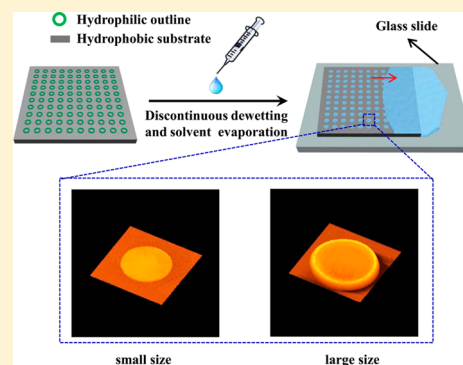 Hydrophilic outline
Hydrophobic substrate
Glass slide
Discontinuous dewetting
and solvent evaporation
small size
large size